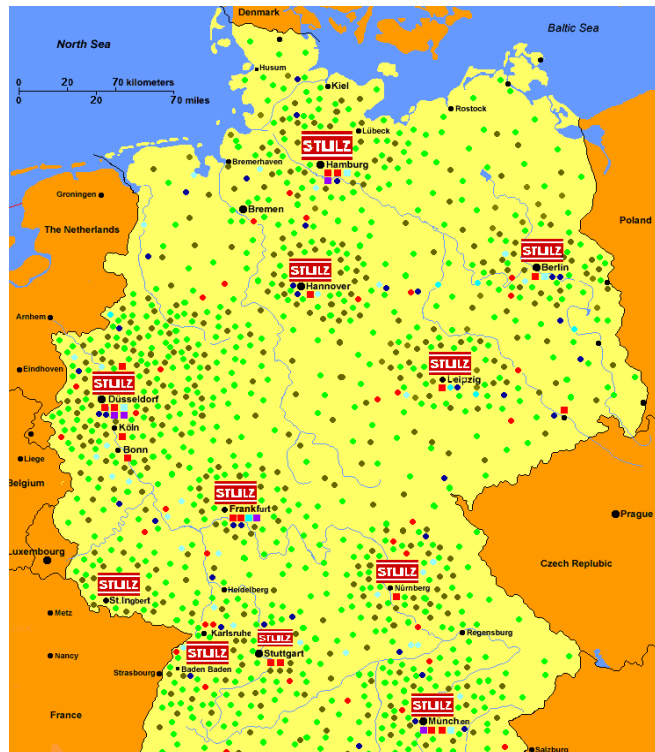 Denmark
Baltic Sea
North Sea
Husum
0 20 70 kilometers
Kiel
0 20 70 miles
Rostock
Lübeck
STULZ
Bremerhaven
Hamburg
Groningen
Bremen
Poland
The Netherlands
STULZ
STULZ
Berlin
Hannover
Arnhem
STULZ
Eindhoven
STULZ
Leipzig
Düsseldorf
Köln
Bonn
Liege
Belgium
STULZ
Frankfurt
Prague
Luxembourg
Czech Replubic
STULZ
STULZ
Heidelberg
Nürnberg
St.Ingbert
Metz
Karlsruhe
STULZ
Regensburg
Nancy
STULZ
Stuttgart
Baden Baden
Strasbourg
STULZ
France
München
Salzburg